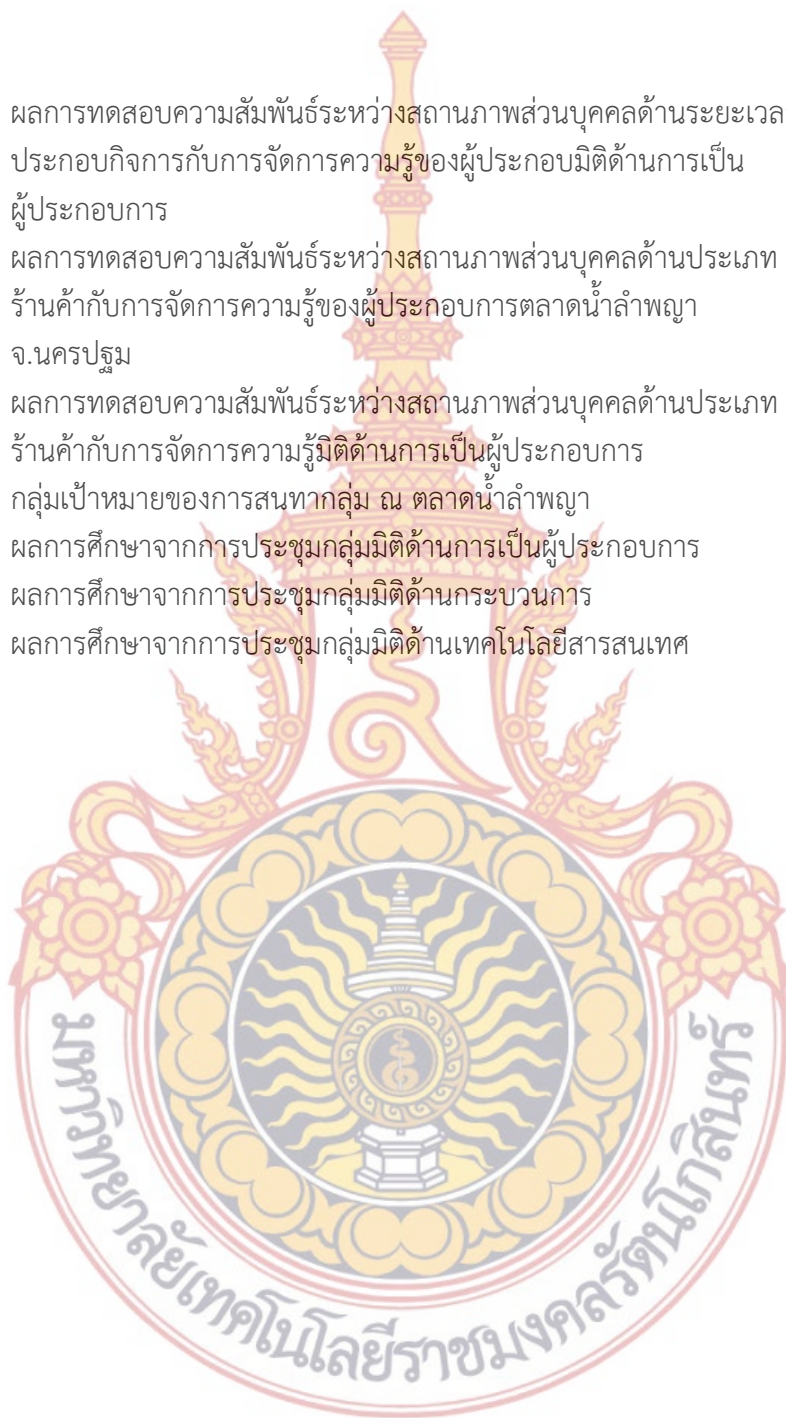 ผลการทดสอบความสัมพันธ์ระหว่างสถานภาพส่วนบุคคลด้านระยะเวล
ประกอบกิจการกับการจัดการความรู้ของผู้ประกอบมิติด้านการเป็น
ผู้ประกอบการ
ผลการทดสอบความสัมพันธ์ระหว่างสถานภาพส่วนบุคคลด้านประเภท
ร้านค้ากับการจัดการความรู้ของผู้ประกอบการตลาดน้ำลำพญา
จ.นครปฐม
ผลการทดสอบความสัมพันธ์ระหว่างสถานภาพส่วนบุคคลด้านประเภท
ร้านค้ากับการจัดการความรู้มิติด้านการเป็นผู้ประกอบการ
กลุ่มเป้าหมายของการสนทากลุ่ม ณ ตลาดน้ำลำพญา
ผลการศึกษาจากการประชุมกลุ่มมิติด้านการเป็นผู้ประกอบการ
ผลการศึกษาจากการประชุมกลุ่มมิติด้านกระบวนการ
ผลการศึกษาจากการประชุมกลุ่มมิติด้านเทคโนโลยีสารสนเทศ
มหาวิทยาลัยเทคโนโลยีราชมงคลรัตนโกสินทร์